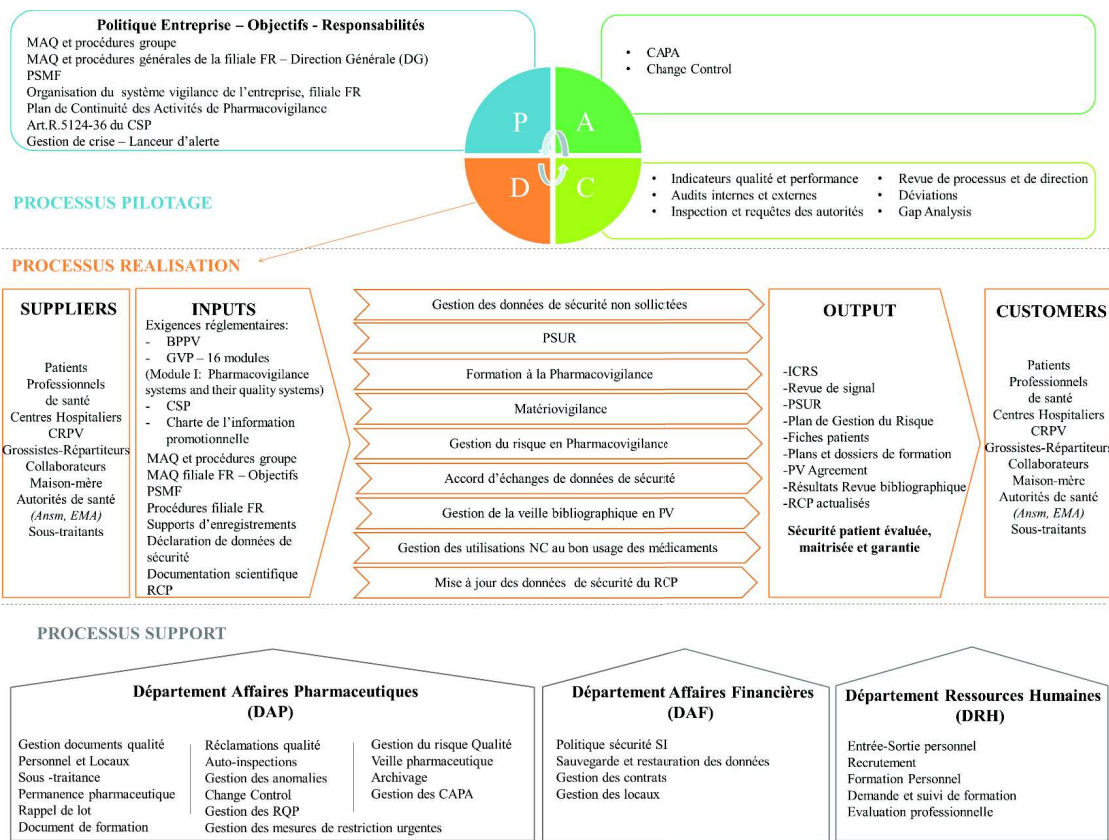 Politique Entreprise – Objectifs - Responsabilités
MAQ et procédures groupe
MAQ et procédures générales de la filiale FR – Direction Générale (DG)
PSMF
Organisation du système vigilance de l'entreprise, filiale FR
Plan de Continuité des Activités de Pharmacovigilance
Art.R.5124-36 du CSP
Gestion de crise – Lanceur d'alerte
• CAPA
• Change Control
P
A
D
C
• Indicateurs qualité et performance
• Audits internes et externes
• Inspection et requêtes des autorités
• Revue de processus et de direction
• Déviations
• Gap Analysis
PROCESSUS PILOTAGE
PROCESSUS REALISATION
SUPPLIERS
Patients
Professionnels
de santé
Centres Hospitaliers
CRPV
Grossistes-Répartiteurs
Collaborateurs
Maison-mère
Autorités de santé
(Ansm, EMA)
Sous-traitants
INPUTS
Exigences réglementaires:
- BPPV
- GVP – 16 modules
(Module I: Pharmacovigilance
systems and their quality systems)
- CSP
- Charte de l'information
promotionnelle
MAQ et procédures groupe
MAQ filiale FR – Objectifs
PSMF
Procédures filiale FR
Supports d'enregistrements
Déclaration de données de
sécurité
Documentation scientifique
RCP
Gestion des données de sécurité non sollicitées
PSUR
Formation à la Pharmacovigilance
Matériovigilance
Gestion du risque en Pharmacovigilance
Accord d'échanges de données de sécurité
Gestion de la veille bibliographique en PV
Gestion des utilisations NC au bon usage des médicaments
Mise à jour des données de sécurité du RCP
OUTPUT
-ICRS
-Revue de signal
-PSUR
-Plan de Gestion du Risque
-Fiches patients
-Plans et dossiers de formation
-PV Agreement
-Résultats Revue bibliographique
-RCP actualisés
Sécurité patient évaluée,
maitrisée et garantie
CUSTOMERS
Patients
Professionnels
de santé
Centres Hospitaliers
CRPV
Grossistes-Répartiteurs
Collaborateurs
Maison-mère
Autorités de santé
(Ansm, EMA)
Sous-traitants
PROCESSUS SUPPORT
Département Affaires Pharmaceutiques
(DAP)
Gestion documents qualité
Personnel et Locaux
Sous -traitance
Permanence pharmaceutique
Rappel de lot
Document de formation
Réclamations qualité
Auto-inspections
Gestion des anomalies
Change Control
Gestion des RQP
Gestion des mesures de restriction urgentes
Gestion du risque Qualité
Veille pharmaceutique
Archivage
Gestion des CAPA
Département Affaires Financières
(DAF)
Politique sécurité SI
Sauvegarde et restauration des données
Gestion des contrats
Gestion des locaux
Département Ressources Humaines
(DRH)
Entrée-Sortie personnel
Recrutement
Formation Personnel
Demande et suivi de formation
Evaluation professionnelle